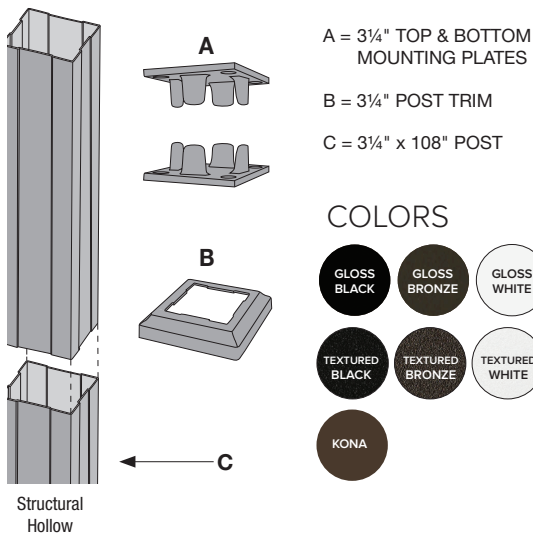 A
A = 3¼" TOP & BOTTOM
MOUNTING PLATES
B = 3¼" POST TRIM
C = 3¼" x 108" POST
B
C
Structural
Hollow
COLORS
GLOSS
BLACK
GLOSS
BRONZE
GLOSS
WHITE
TEXTURED
BLACK
TEXTURED
BRONZE
TEXTURED
WHITE
KONA